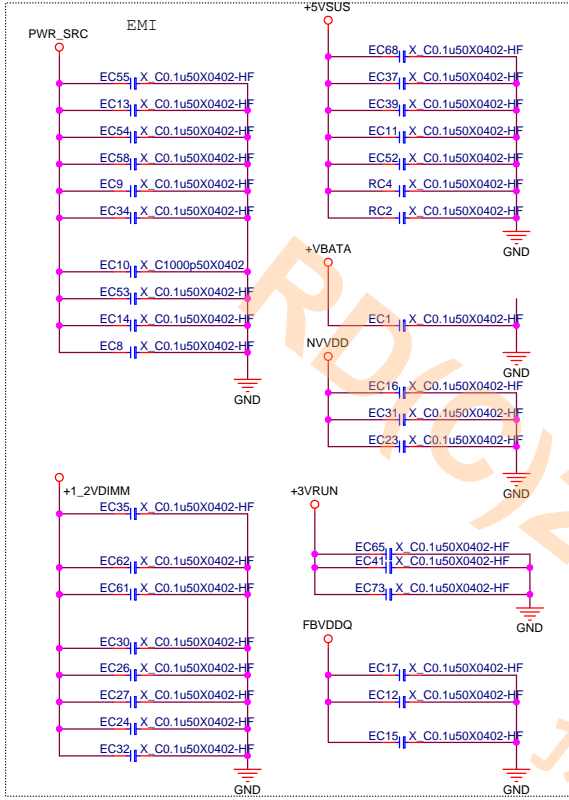 EMI
PWR_SRC
EC55 X_C0.1u50X0402-HF
EC13 X_C0.1u50X0402-HF
EC54 X_C0.1u50X0402-HF
EC58 X_C0.1u50X0402-HF
EC9 X_C0.1u50X0402-HF
EC34 X_C0.1u50X0402-HF
EC10 X_C1000p50X0402
EC53 X_C0.1u50X0402-HF
EC14 X_C0.1u50X0402-HF
EC8 X_C0.1u50X0402-HF
GND
+1_2VDIMM
EC35 X_C0.1u50X0402-HF
EC62 X_C0.1u50X0402-HF
EC61 X_C0.1u50X0402-HF
EC30 X_C0.1u50X0402-HF
EC26 X_C0.1u50X0402-HF
EC27 X_C0.1u50X0402-HF
EC24 X_C0.1u50X0402-HF
EC32 X_C0.1u50X0402-HF
GND
+5VSUS
EC68 X_C0.1u50X0402-HF
EC37 X_C0.1u50X0402-HF
EC39 X_C0.1u50X0402-HF
EC11 X_C0.1u50X0402-HF
EC52 X_C0.1u50X0402-HF
RC4 X_C0.1u50X0402-HF
RC2 X_C0.1u50X0402-HF
GND
+VBATA
EC1 X_C0.1u50X0402-HF
GND
NVVDD
EC16 X_C0.1u50X0402-HF
EC31 X_C0.1u50X0402-HF
EC23 X_C0.1u50X0402-HF
GND
+3VRUN
EC65 X_C0.1u50X0402-HF
EC41 X_C0.1u50X0402-HF
EC73 X_C0.1u50X0402-HF
GND
FBVDDQ
EC17 X_C0.1u50X0402-HF
EC12 X_C0.1u50X0402-HF
EC15 X_C0.1u50X0402-HF
GND
RD(C)2